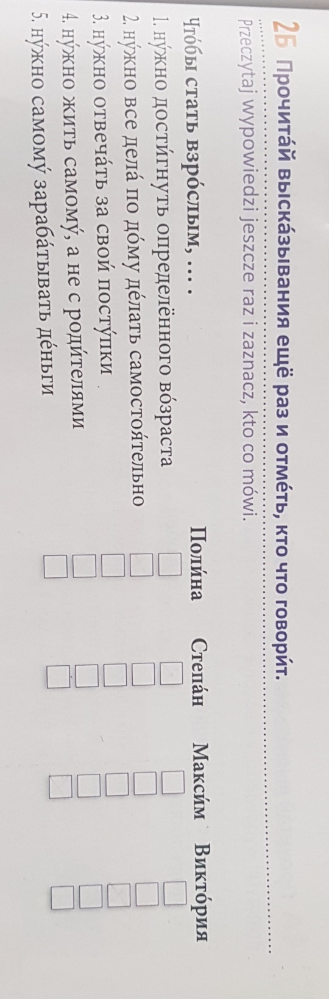 2Б Прочита́й выска́зывания ещё раз и отме́ть, кто что говори́т.
Przeczytaj wypowiedzi jeszcze raz i zaznacz, kto co mówi.
Что́бы стать взро́слым, .... Поли́на Степа́н Макси́м Викто́рия
1. ну́жно дости́гнуть определённого во́зраста
2. ну́жно все дела́ по до́му де́лать самостоя́тельно
3. ну́жно отвеча́ть за свои́ посту́пки
4. ну́жно жить самому́, а не с роди́телями
5. ну́жно самому́ зараба́тывать де́ньги